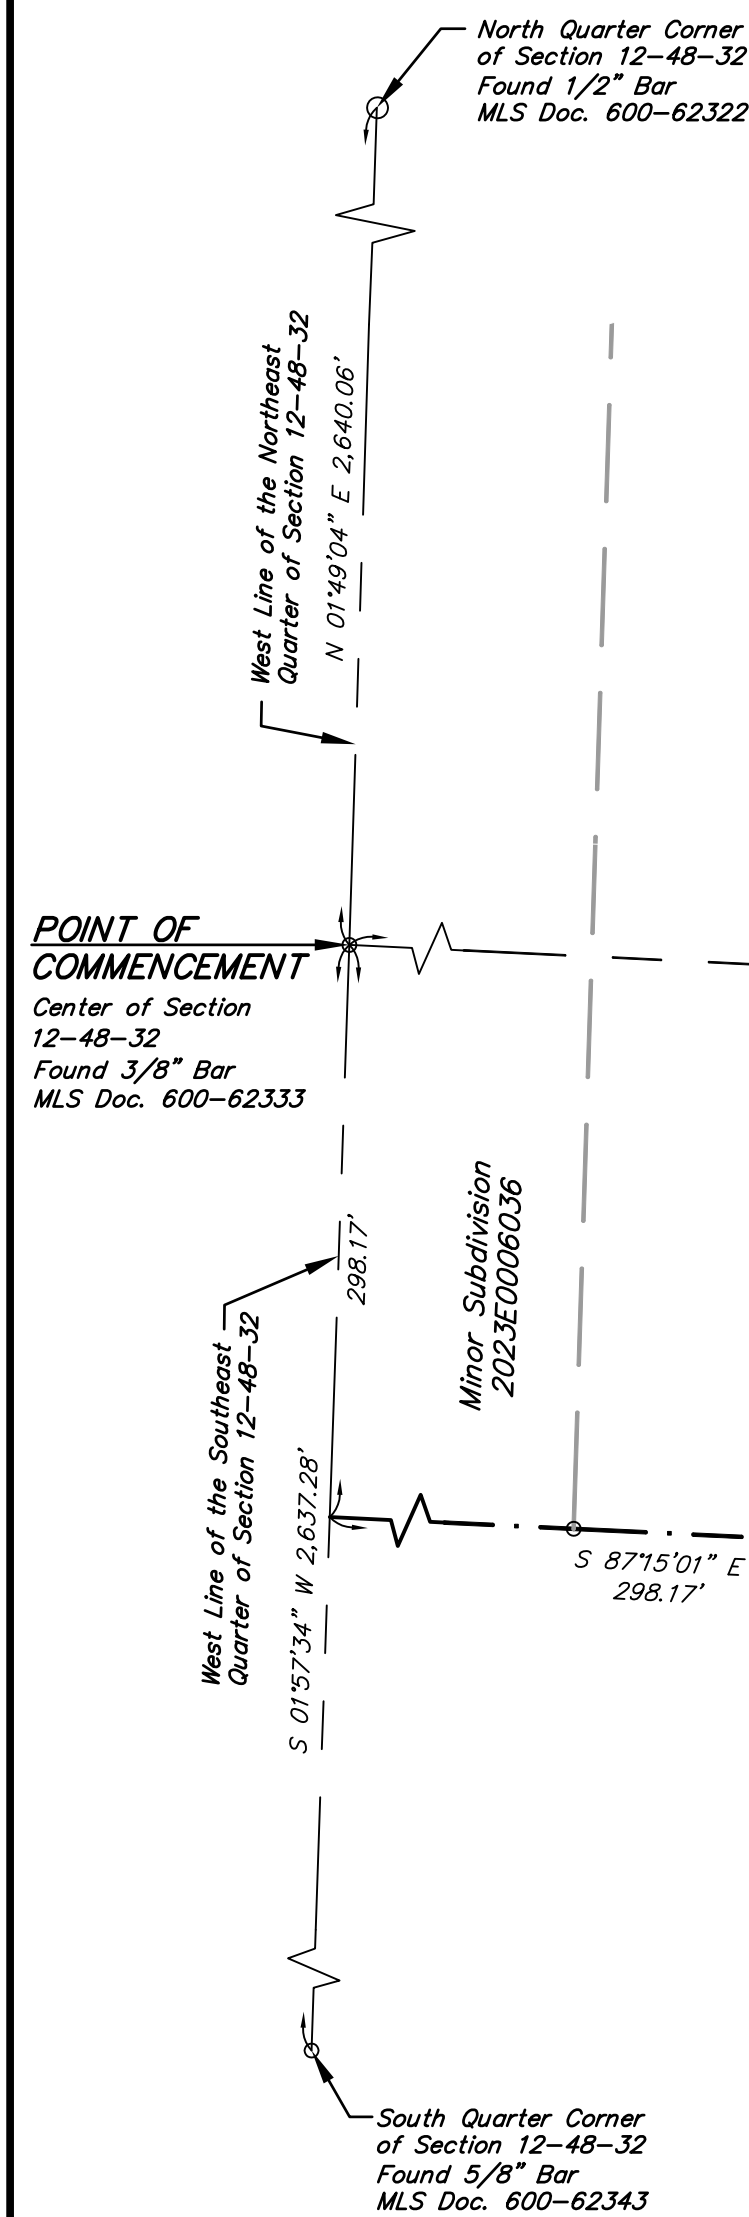 North Quarter Corner
of Section 12-48-32
Found 1/2" Bar
MLS Doc. 600-62322
West Line of the Northeast
Quarter of Section 12-48-32
N 01°49'04" E 2,640.06'
POINT OF
COMMENCEMENT
Center of Section
12-48-32
Found 3/8" Bar
MLS Doc. 600-62333
298.17'
Minor Subdivision
2023E0006036
West Line of the Southeast
Quarter of Section 12-48-32
S 01°57'34" W 2,637.28'
S 87°15'01" E
298.17'
South Quarter Corner
of Section 12-48-32
Found 5/8" Bar
MLS Doc. 600-62343